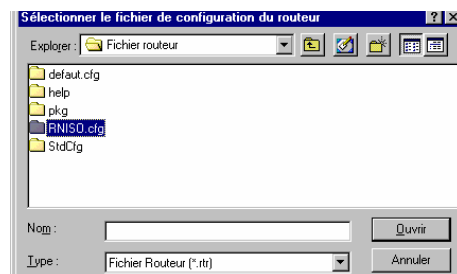 Sélectionner le fichier de configuration du routeur
Explorer : Fichier routeur
defaut.cfg
help
pkg
RNISO.cfg
StdCfg
Nom :
Ouvrir
Type : Fichier Routeur (*.rtr)
Annuler